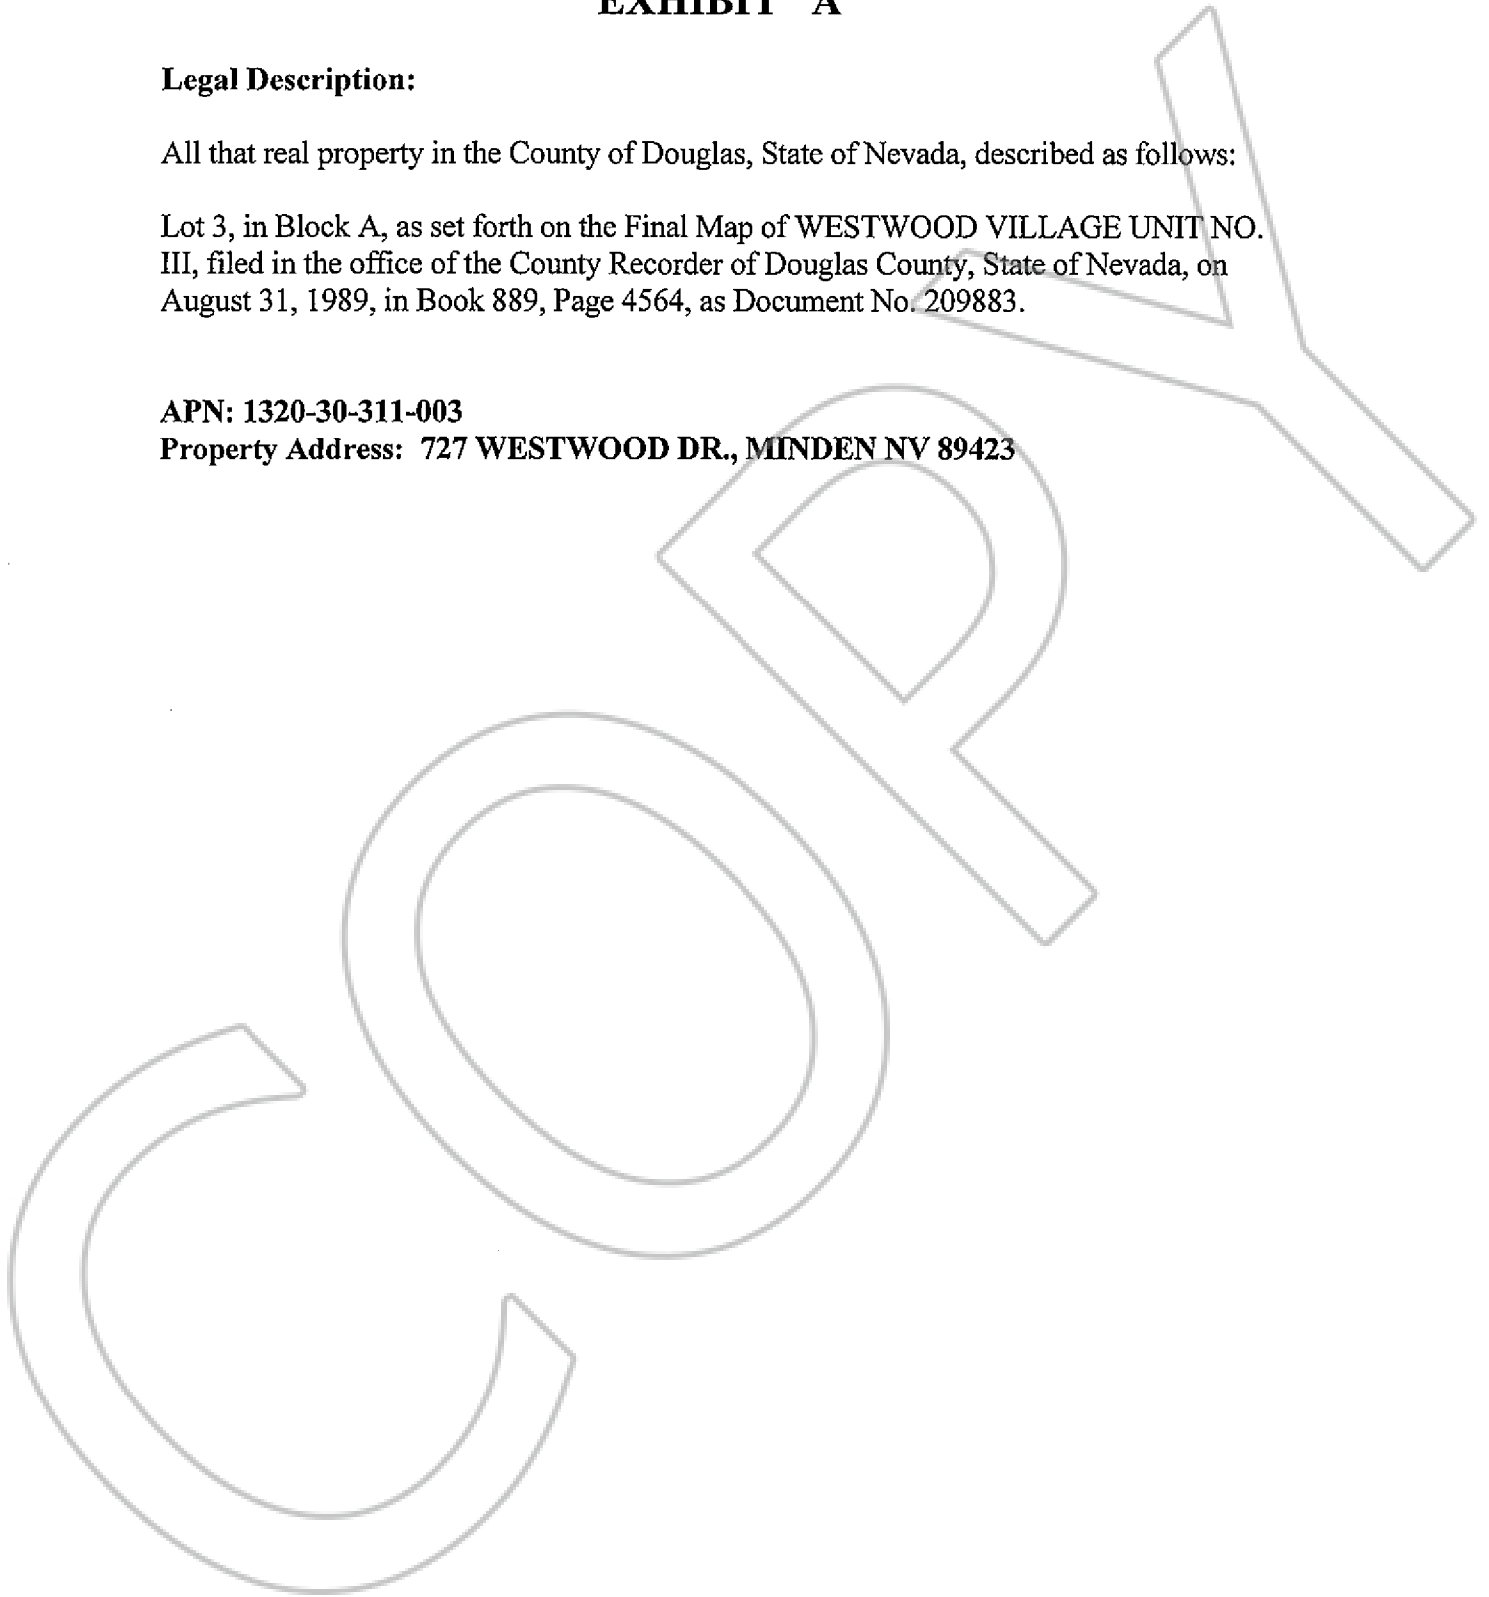 EXHIBIT A
Legal Description:
All that real property in the County of Douglas, State of Nevada, described as follows:
Lot 3, in Block A, as set forth on the Final Map of WESTWOOD VILLAGE UNIT NO.
III, filed in the office of the County Recorder of Douglas County, State of Nevada, on
August 31, 1989, in Book 889, Page 4564, as Document No. 209883.
APN: 1320-30-311-003
Property Address: 727 WESTWOOD DR., MINDEN NV 89423
COPY